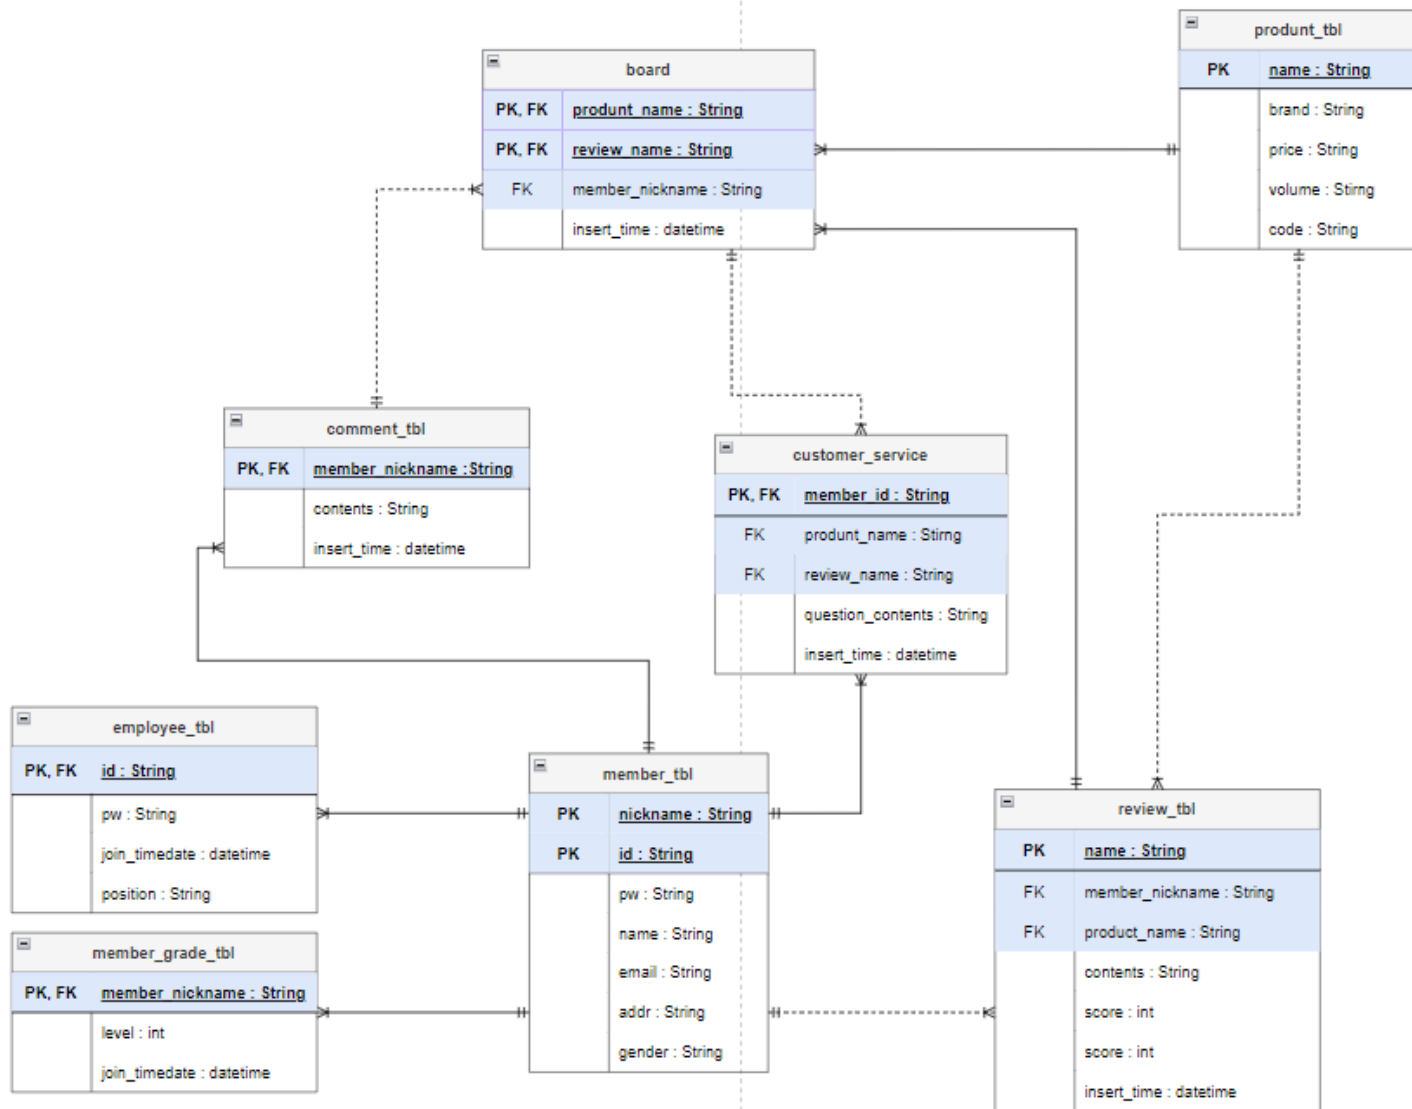 produnt_tbl
PK name : String
brand : String
price : String
volume : Stirng
code : String
board
PK, FK produnt_name : String
PK, FK review_name : String
FK member_nickname : String
insert_time : datetime
comment_tbl
PK, FK member_nickname :String
contents : String
insert_time : datetime
customer_service
PK, FK member_id : String
FK produnt_name : Stirng
FK review_name : String
question_contents : String
insert_time : datetime
employee_tbl
PK, FK id : String
pw : String
join_timedate : datetime
position : String
member_tbl
PK nickname : String
PK id : String
pw : String
name : String
email : String
addr : String
gender : String
review_tbl
PK name : String
FK member_nickname : String
FK product_name : String
contents : String
score : int
score : int
insert_time : datetime
member_grade_tbl
PK, FK member_nickname : String
level : int
join_timedate : datetime